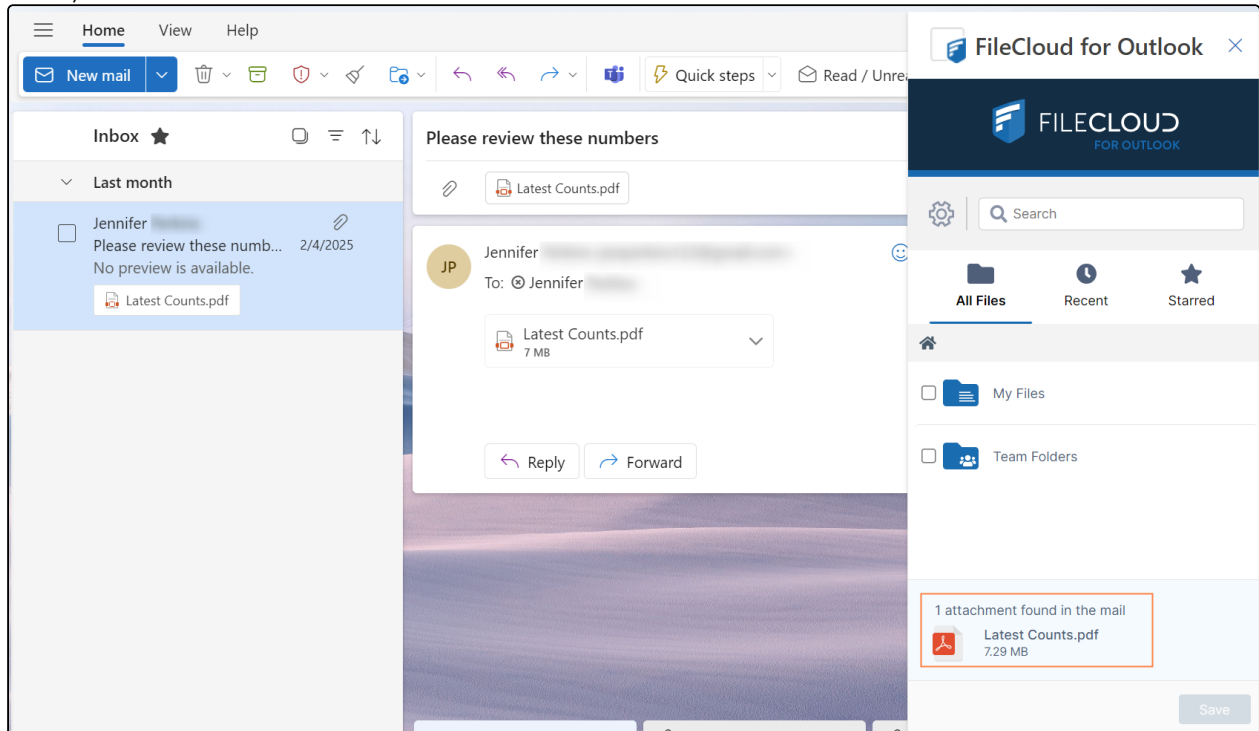 Home View Help
New mail
Quick steps
Read /
Inbox
Last month
Jennifer
Please review these numb... 2/4/2025
No preview is available.
Latest Counts.pdf
Please review these numbers
Latest Counts.pdf
JP
Jennifer
To: Jennifer
Latest Counts.pdf
7 MB
Reply
Forward
FileCloud for Outlook
FILECLOUD
FOR OUTLOOK
Search
All Files Recent Starred
My Files
Team Folders
1 attachment found in the mail
Latest Counts.pdf
7.29 MB
Save